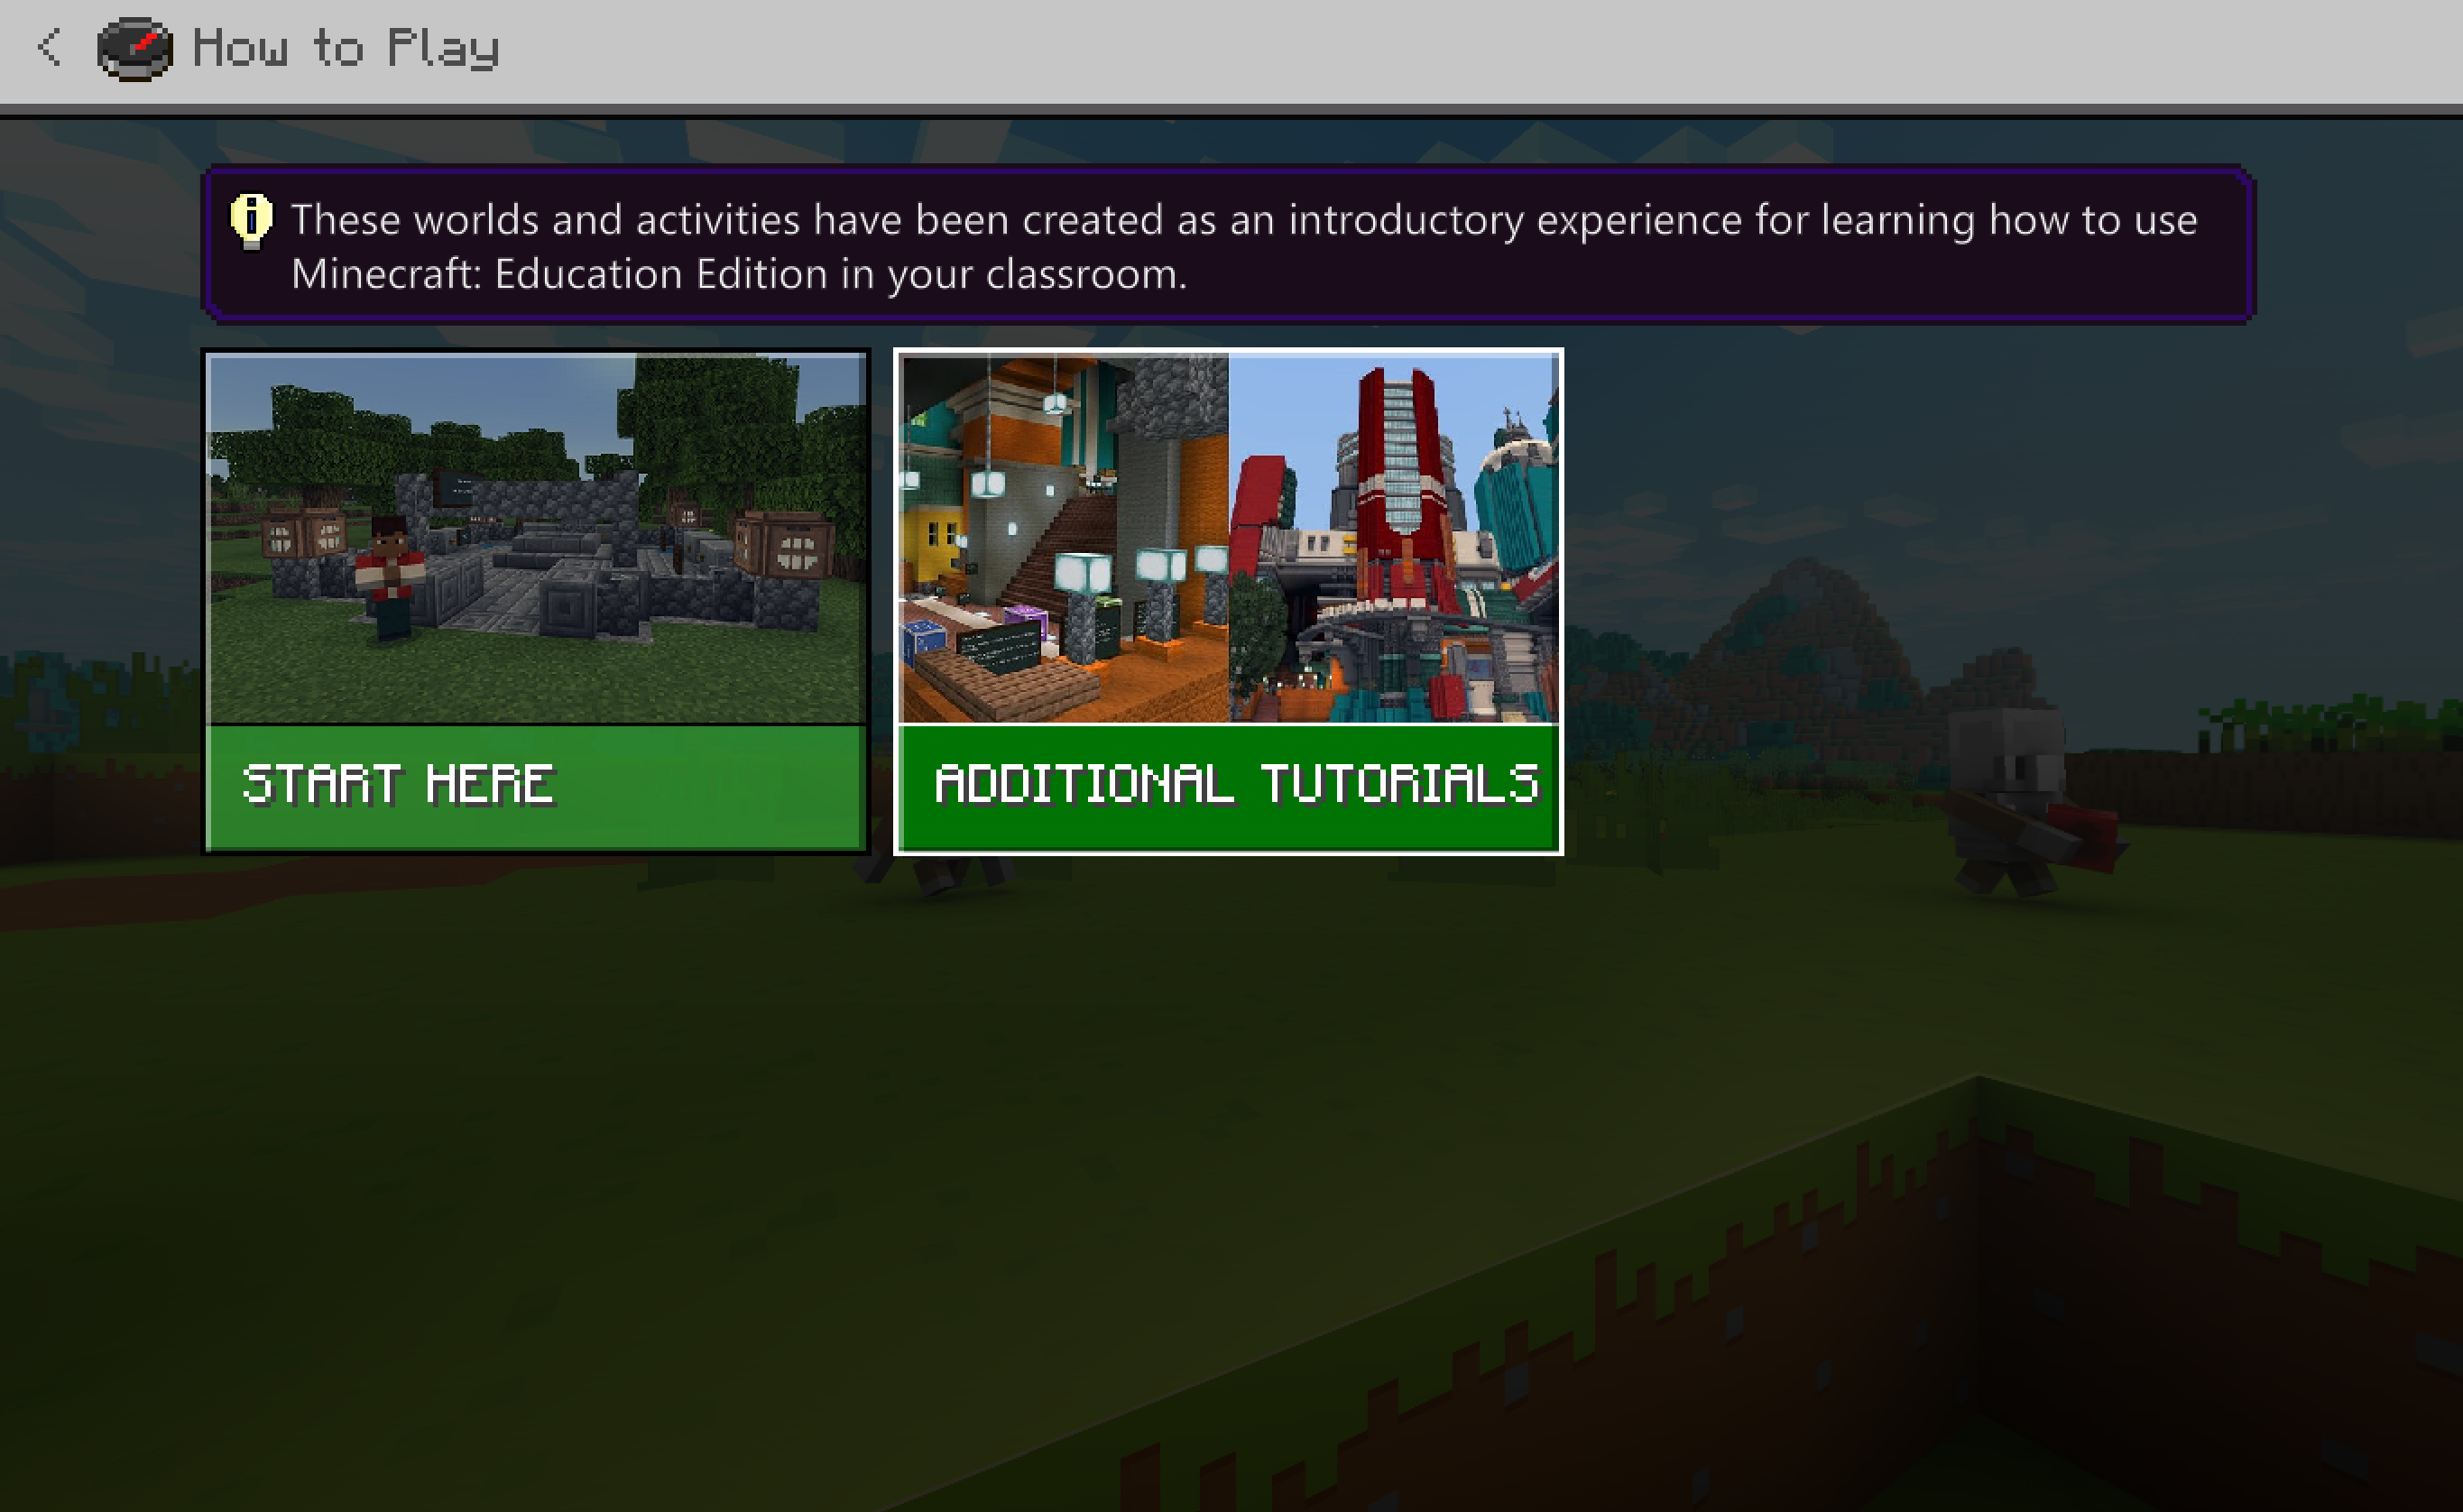 How to Play
These worlds and activities have been created as an introductory experience for learning how to use
Minecraft: Education Edition in your classroom.
START HERE
ADDITIONAL TUTORIALS